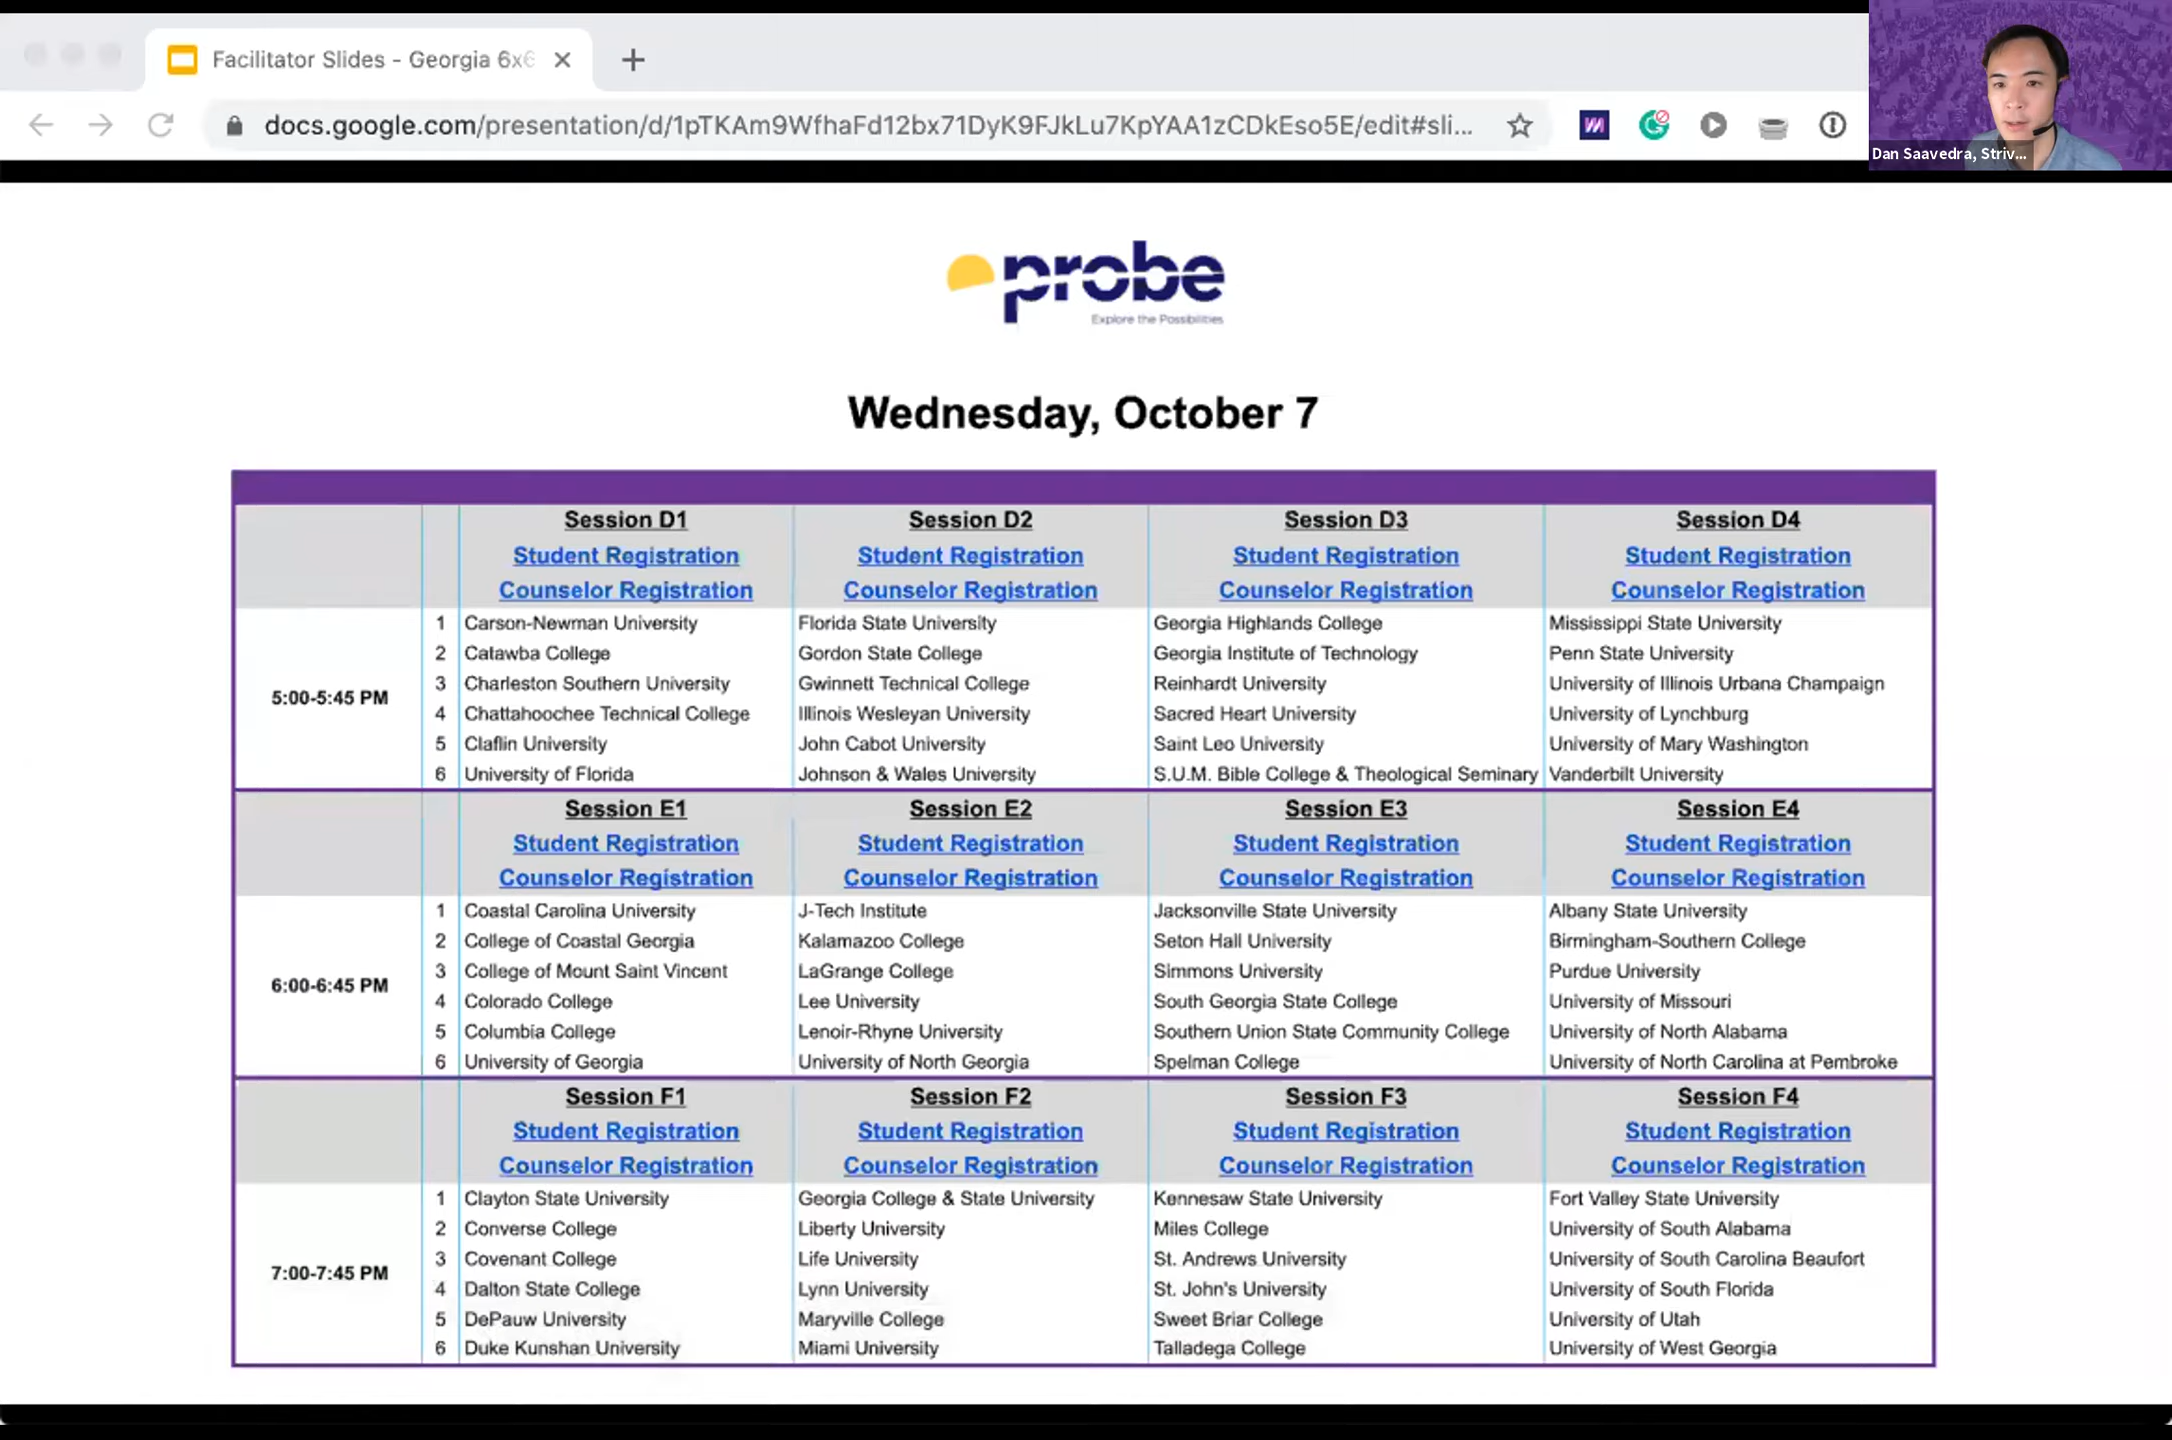 Facilitator Slides - Georgia 6x6
docs.google.com/presentation/d/1pTKAm9WfhaFd12bx71DyK9FJkLu7KpYAA1zCDkEso5E/edit#sli...
Dan Saavedra, Striv...
probe
Explore the Possibilities
Wednesday, October 7
Session D1 Session D2 Session D3 Session D4
Student Registration Student Registration Student Registration Student Registration
Counselor Registration Counselor Registration Counselor Registration Counselor Registration
1 Carson-Newman University Florida State University Georgia Highlands College Mississippi State University
2 Catawba College Gordon State College Georgia Institute of Technology Penn State University
3 Charleston Southern University Gwinnett Technical College Reinhardt University University of Illinois Urbana Champaign
5:00-5:45 PM
4 Chattahoochee Technical College Illinois Wesleyan University Sacred Heart University University of Lynchburg
5 Claflin University John Cabot University Saint Leo University University of Mary Washington
6 University of Florida Johnson & Wales University S.U.M. Bible College & Theological Seminary Vanderbilt University
Session E1 Session E2 Session E3 Session E4
Student Registration Student Registration Student Registration Student Registration
Counselor Registration Counselor Registration Counselor Registration Counselor Registration
1 Coastal Carolina University J-Tech Institute Jacksonville State University Albany State University
2 College of Coastal Georgia Kalamazoo College Seton Hall University Birmingham-Southern College
3 College of Mount Saint Vincent LaGrange College Simmons University Purdue University
6:00-6:45 PM
4 Colorado College Lee University South Georgia State College University of Missouri
5 Columbia College Lenoir-Rhyne University Southern Union State Community College University of North Alabama
6 University of Georgia University of North Georgia Spelman College University of North Carolina at Pembroke
Session F1 Session F2 Session F3 Session F4
Student Registration Student Registration Student Registration Student Registration
Counselor Registration Counselor Registration Counselor Registration Counselor Registration
1 Clayton State University Georgia College & State University Kennesaw State University Fort Valley State University
2 Converse College Liberty University Miles College University of South Alabama
3 Covenant College Life University St. Andrews University University of South Carolina Beaufort
7:00-7:45 PM
4 Dalton State College Lynn University St. John's University University of South Florida
5 DePauw University Maryville College Sweet Briar College University of Utah
6 Duke Kunshan University Miami University Talladega College University of West Georgia